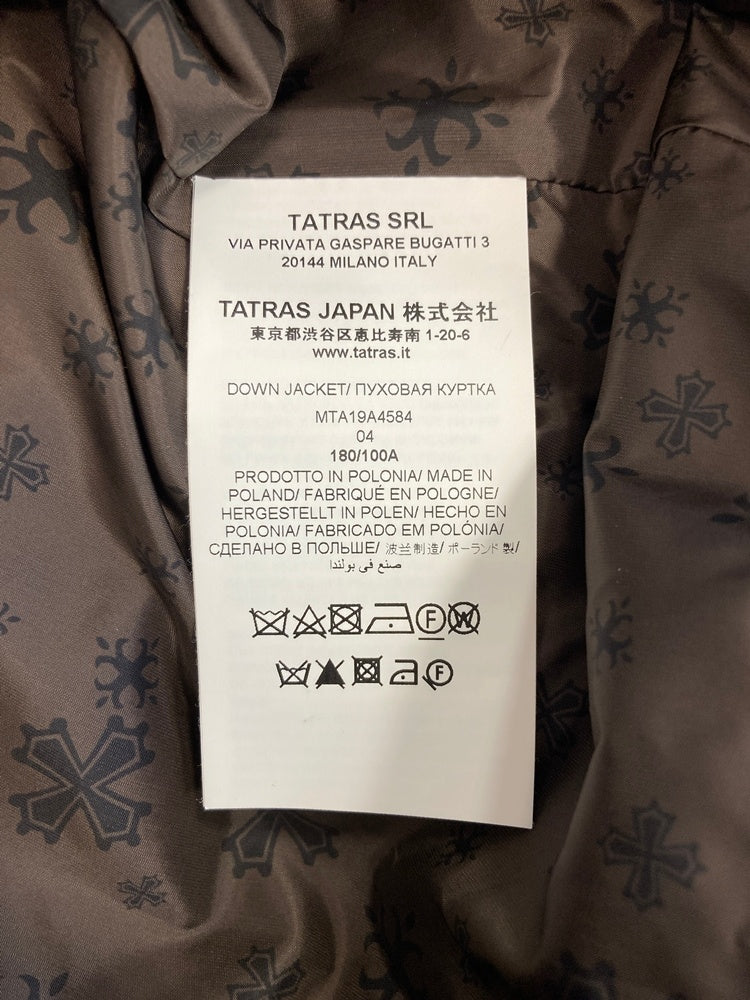 TATRAS SRL
VIA PRIVATA GASPARE BUGATTI 3
20144 MILANO ITALY
TATRAS JAPAN 株式会社
東京都渋谷区恵比寿南 1-20-6
www.tatras.it
DOWN JACKET/ ПУХОВАЯ КУРТКА
MTA19A4584
04
180/100A
PRODOTTO IN POLONIA/ MADE IN
POLAND/ FABRIQUÉ EN POLOGNE/
HERGESTELLT IN POLEN/ HECHO EN
POLONIA/ FABRICADO EM POLÓNIA/
СДЕЛАНО В ПОЛЬШЕ/ 波兰制造/ ポーランド製/
صنع في بولندا
F W
F